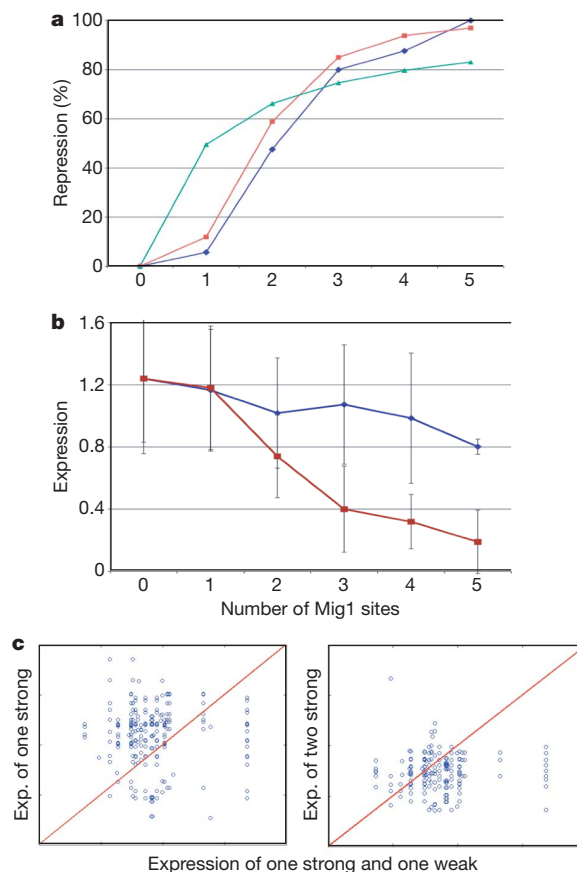 a
100
80
60
40
20
0
Repression (%)
0 1 2 3 4 5
b
1.6
1.2
0.8
0.4
0
Expression
0 1 2 3 4 5
Number of Mig1 sites
c
Exp. of one strong
Exp. of two strong
Expression of one strong and one weak